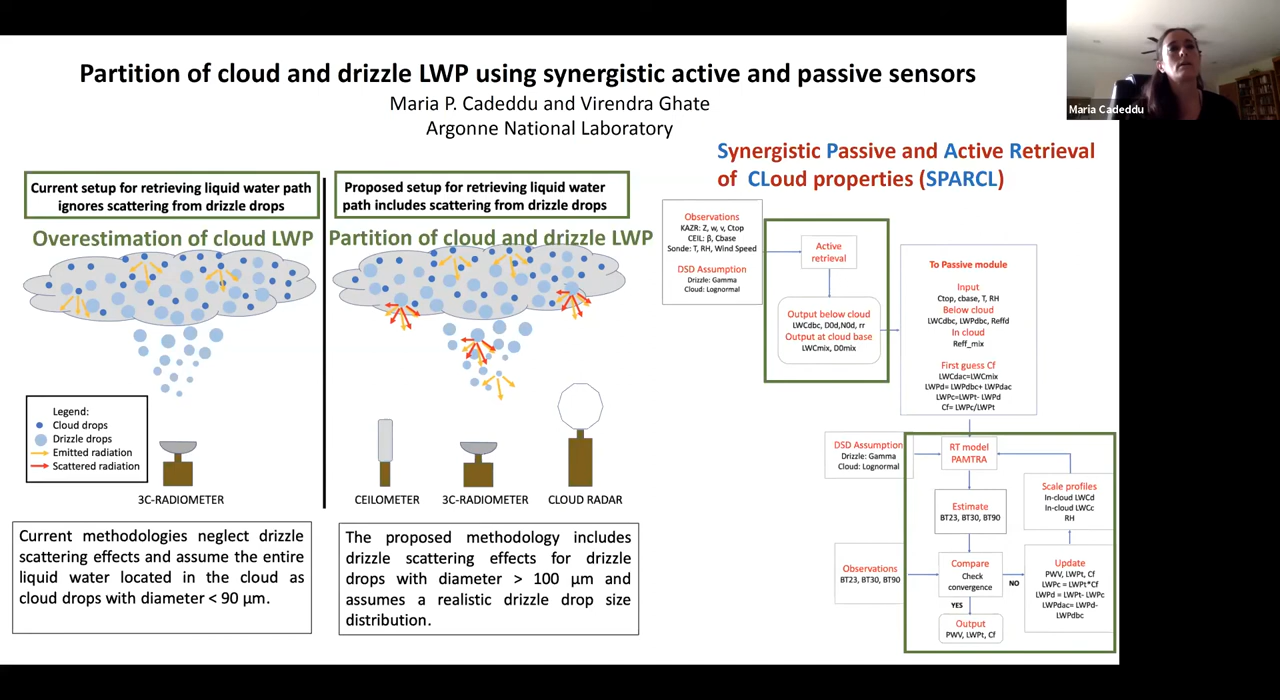 Partition of cloud and drizzle LWP using synergistic active and passive sensors
Maria P. Cadeddu and Virendra Ghate
Argonne National Laboratory
Maria Cadeddu
Current setup for retrieving liquid water path
ignores scattering from drizzle drops
Overestimation of cloud LWP
Legend:
Cloud drops
Drizzle drops
Emitted radiation
Scattered radiation
3C-RADIOMETER
Current methodologies neglect drizzle
scattering effects and assume the entire
liquid water located in the cloud as
cloud drops with diameter < 90 µm.
Proposed setup for retrieving liquid water
path includes scattering from drizzle drops
Partition of cloud and drizzle LWP
CEILOMETER
3C-RADIOMETER
CLOUD RADAR
The proposed methodology includes
drizzle scattering effects for drizzle
drops with diameter > 100 µm and
assumes a realistic drizzle drop size
distribution.
Synergistic Passive and Active Retrieval
of CLoud properties (SPARCL)
Observations
KAZR: Z, w, v, Ctop
CEIL: β, Cbase
Sonde: T, RH, Wind Speed
DSD Assumption
Drizzle: Gamma
Cloud: Lognormal
Active
retrieval
Output below cloud
LWCdbc, D0d,N0d, rr
Output at cloud base
LWCmix, D0mix
To Passive module
Input
Ctop, cbase, T, RH
Below cloud
LWCdbc, LWPdbc, Reffd
In cloud
Reff_mix
First guess Cf
LWCdac=LWCmix
LWPd= LWPdbc+ LWPdac
LWPc=LWPt- LWPd
Cf= LWPc/LWPt
DSD Assumption
Drizzle: Gamma
Cloud: Lognormal
RT model
PAMTRA
Estimate
BT23, BT30, BT90
Scale profiles
In-cloud LWCd
In-cloud LWCc
RH
Observations
BT23, BT30, BT90
Compare
Check
convergence
NO
YES
Update
PWV, LWPt, Cf
LWPc = LWPt*Cf
LWPd = LWPt- LWPc
LWPdac= LWPd-
LWPdbc
Output
PWV, LWPt, Cf